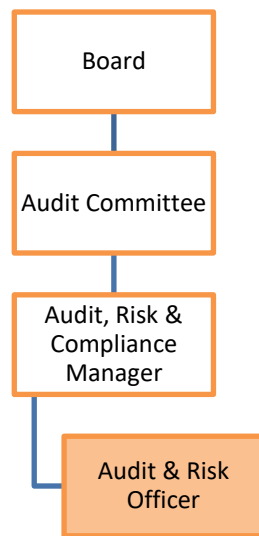 Board
Audit Committee
Audit, Risk &
Compliance
Manager
Audit & Risk
Officer